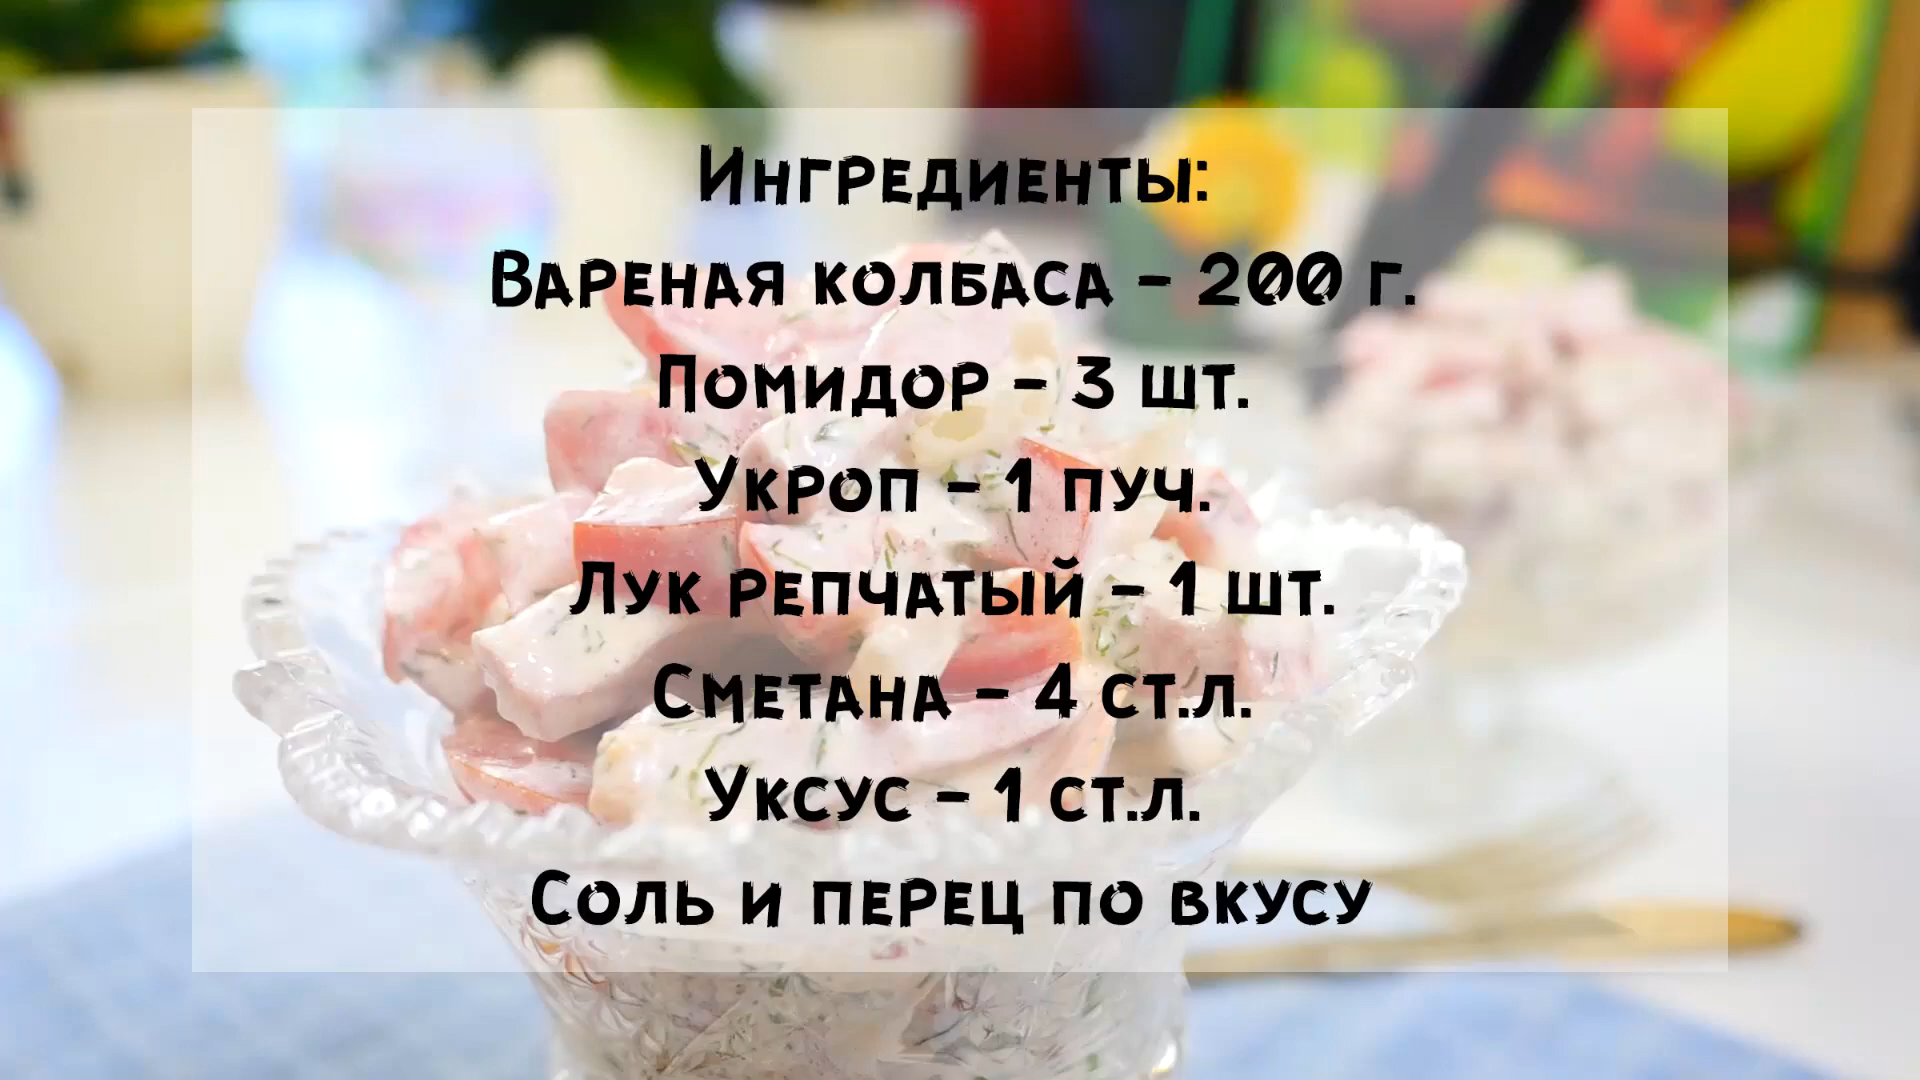 Ингредиенты:
Вареная колбаса - 200 г.
Помидор - 3 шт.
Укроп - 1 пуч.
Лук репчатый - 1 шт.
Сметана - 4 ст.л.
Уксус - 1 ст.л.
Соль и перец по вкусу